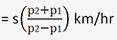 = s(p2+p1/p2−p1) km/hr